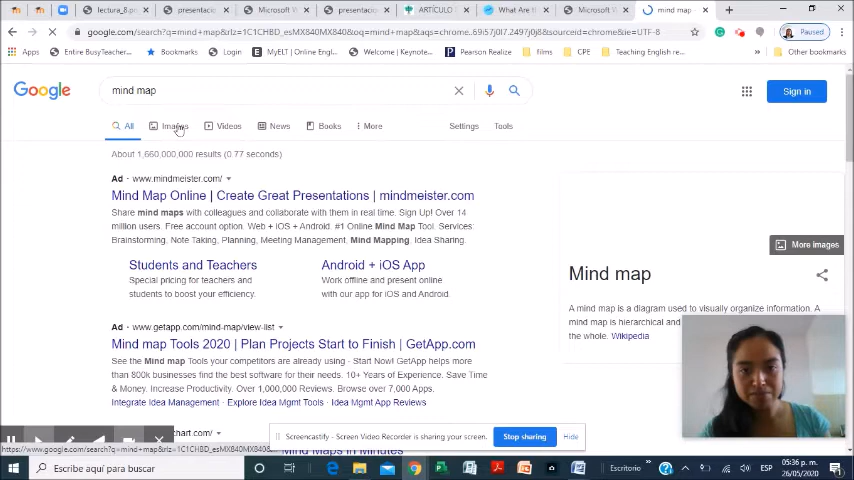 lectura_8.po
presentacio
Microsoft W
presentacio
ARTÍCULO
What Are th
Microsoft W
mind map -
google.com/search?q=mind+map&rlz=1C1CHBD_esMX840MX840&oq=mind+map&aqs=chrome.69i57j0l7.2497j0j8&sourceid=chrome&ie=UTF-8
Paused
Apps
Entire BusyTeacher...
Bookmarks
Login
MyELT | Online Engl...
Welcome | Keynote...
Pearson Realize
films
CPE
Teaching English re...
Other bookmarks
Google
mind map
Sign in
All
Images
Videos
News
Books
More
Settings
Tools
About 1,660,000,000 results (0.77 seconds)
Ad · www.mindmeister.com/
Mind Map Online | Create Great Presentations | mindmeister.com
Share mind maps with colleagues and collaborate with them in real time. Sign Up! Over 14
million users. Free account option. Web + iOS + Android. #1 Online Mind Map Tool. Services:
Brainstorming, Note Taking, Planning, Meeting Management, Mind Mapping, Idea Sharing.
Students and Teachers
Special pricing for teachers and
students to boost your efficiency.
Android + iOS App
Work offline and present online
with our app for iOS and Android.
Ad · www.getapp.com/mind-map/view-list
Mind map Tools 2020 | Plan Projects Start to Finish | GetApp.com
See the Mind map Tools your competitors are already using - Start Now! GetApp helps more
than 800k businesses find the best software for their needs. 10+ Years of Experience. Save Time
& Money. Increase Productivity. Over 1,000,000 Reviews. Browse over 7,000 Apps.
Integrate Idea Management · Explore Idea Mgmt Tools · Idea Mgmt App Reviews
More images
Mind map
A mind map is a diagram used to visually organize information. A
mind map is hierarchical and
the whole. Wikipedia
chart.com/
Mind Maps in Minutes
Screencastify - Screen Video Recorder is sharing your screen.
Stop sharing
Hide
https://www.google.com/search?q=mind+map&rlz=1C1CHBD_esMX840MX840&
Escribe aquí para buscar
Escritorio
ESP
05:36 p. m.
26/05/2020